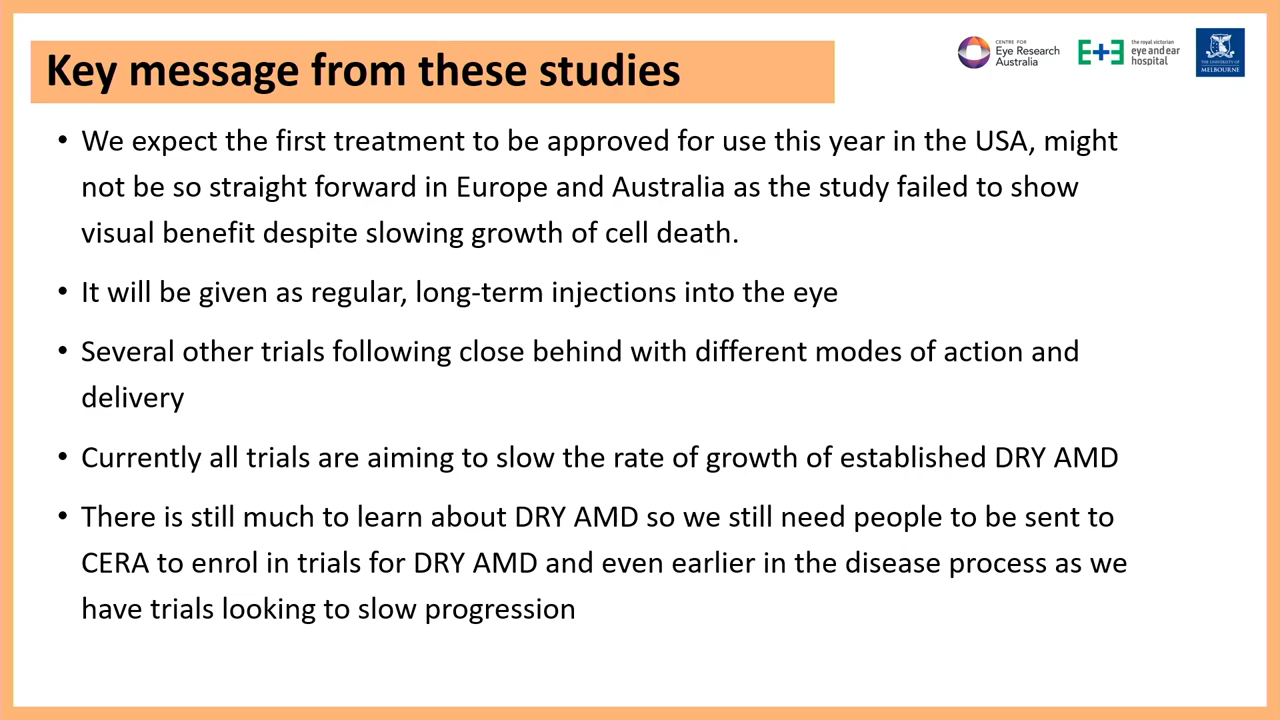 Key message from these studies
CENTRE FOR
Eye Research
Australia
E+E
the royal victorian
eye and ear
hospital
THE UNIVERSITY OF
MELBOURNE
• We expect the first treatment to be approved for use this year in the USA, might
not be so straight forward in Europe and Australia as the study failed to show
visual benefit despite slowing growth of cell death.
• It will be given as regular, long-term injections into the eye
• Several other trials following close behind with different modes of action and
delivery
• Currently all trials are aiming to slow the rate of growth of established DRY AMD
• There is still much to learn about DRY AMD so we still need people to be sent to
CERA to enrol in trials for DRY AMD and even earlier in the disease process as we
have trials looking to slow progression